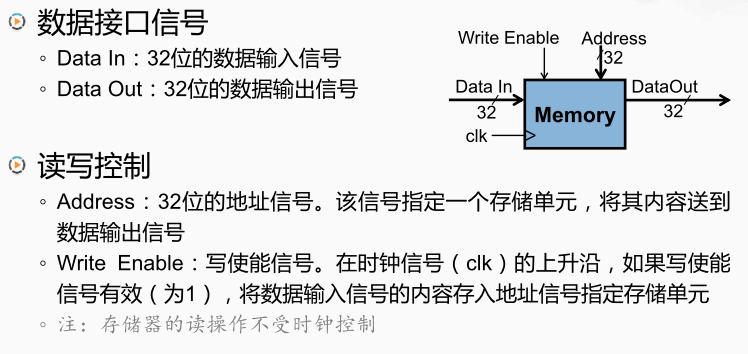 数据接口信号
Data In：32位的数据输入信号
Data Out：32位的数据输出信号
Write Enable
Address
32
Data In
32
Memory
DataOut
32
clk
读写控制
Address：32位的地址信号。该信号指定一个存储单元，将其内容送到
数据输出信号
Write Enable：写使能信号。在时钟信号（clk）的上升沿，如果写使能
信号有效（为1），将数据输入信号的内容存入地址信号指定存储单元
注：存储器的读操作不受时钟控制